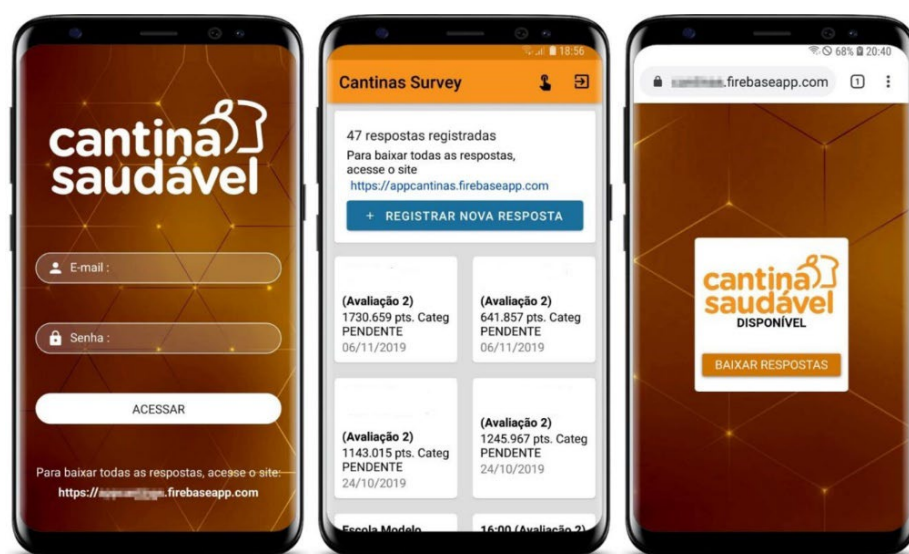 cantina
saudável
E-mail :
Senha :
ACESSAR
Para baixar todas as respostas, acesse o site:
https:// .firebaseapp.com
18:56
Cantinas Survey
47 respostas registradas
Para baixar todas as respostas,
acesse o site
https://appcantinas.firebaseapp.com
+ REGISTRAR NOVA RESPOSTA
(Avaliação 2)
1730.659 pts. Categ
PENDENTE
06/11/2019
(Avaliação 2)
641.857 pts. Categ
PENDENTE
06/11/2019
(Avaliação 2)
1143.015 pts. Categ
PENDENTE
24/10/2019
(Avaliação 2)
1245.967 pts. Categ
PENDENTE
24/10/2019
Escola Modelo
16:00 (Avaliação 2)
68% 20:40
.firebaseapp.com 1
cantina
saudável
DISPONÍVEL
BAIXAR RESPOSTAS